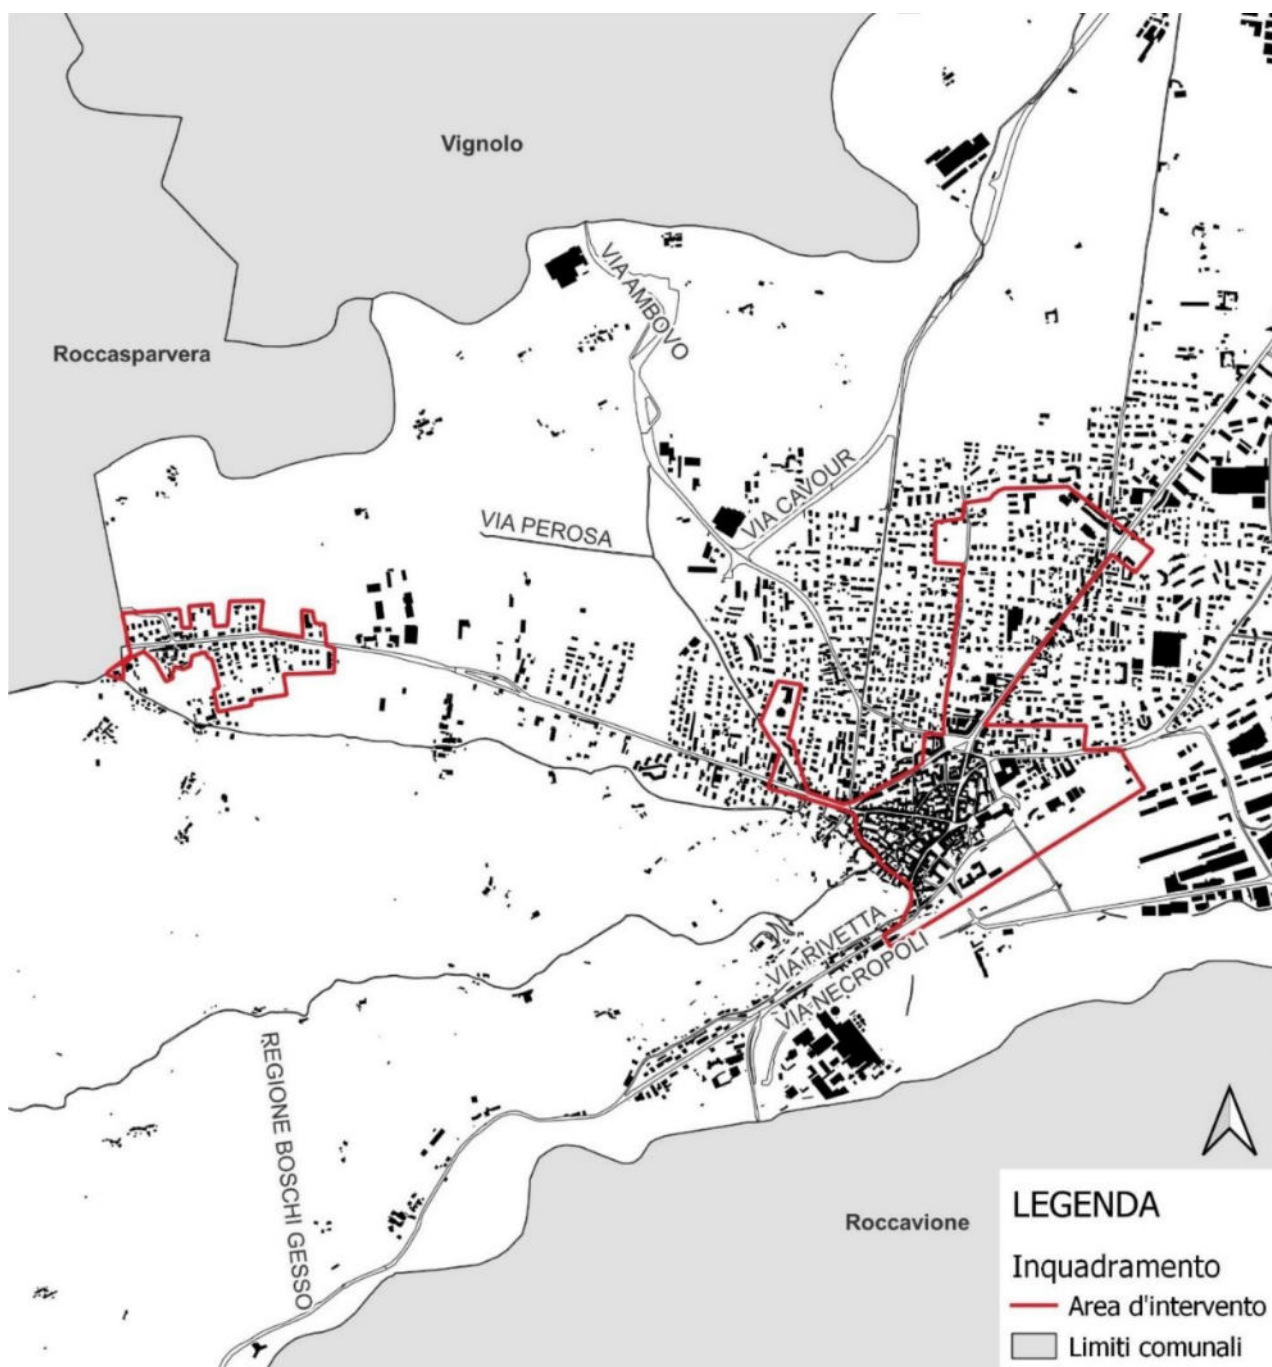 Vignolo
VIA AMBOVO
Roccasparvera
VIA CAVOUR
VIA PEROSA
VIA RIVETTA
VIA NECROPOLI
REGIONE BOSCHI GESSO
Roccavione
LEGENDA
Inquadramento
Area d'intervento
Limiti comunali